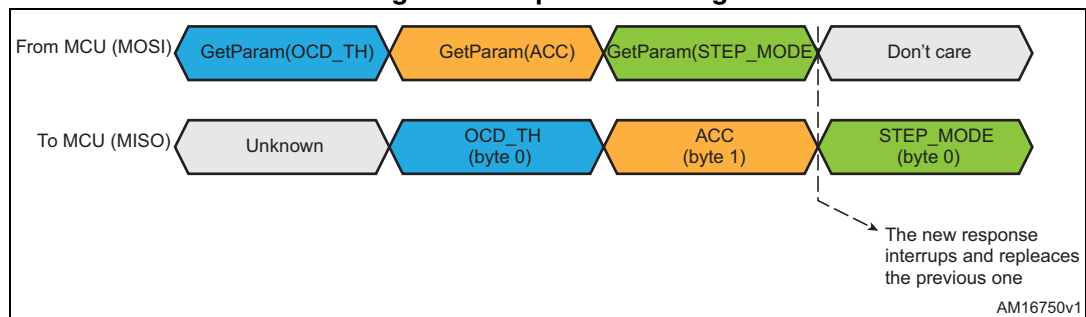 From MCU (MOSI) GetParam(OCD_TH) GetParam(ACC) GetParam(STEP_MODE Don't care
To MCU (MISO) Unknown OCD_TH (byte 0) ACC (byte 1) STEP_MODE (byte 0)
The new response
interrups and repleaces
the previous one
AM16750v1